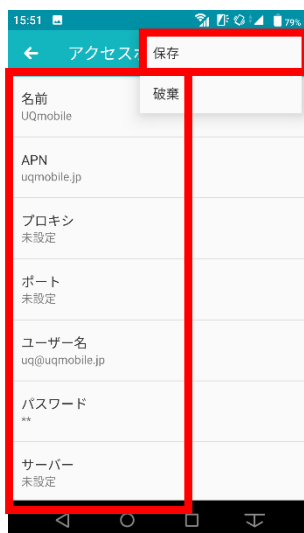 15:51
79%
アクセスポ
保存
破棄
名前
UQmobile
APN
uqmobile.jp
プロキシ
未設定
ポート
未設定
ユーザー名
uq@uqmobile.jp
パスワード
**
サーバー
未設定